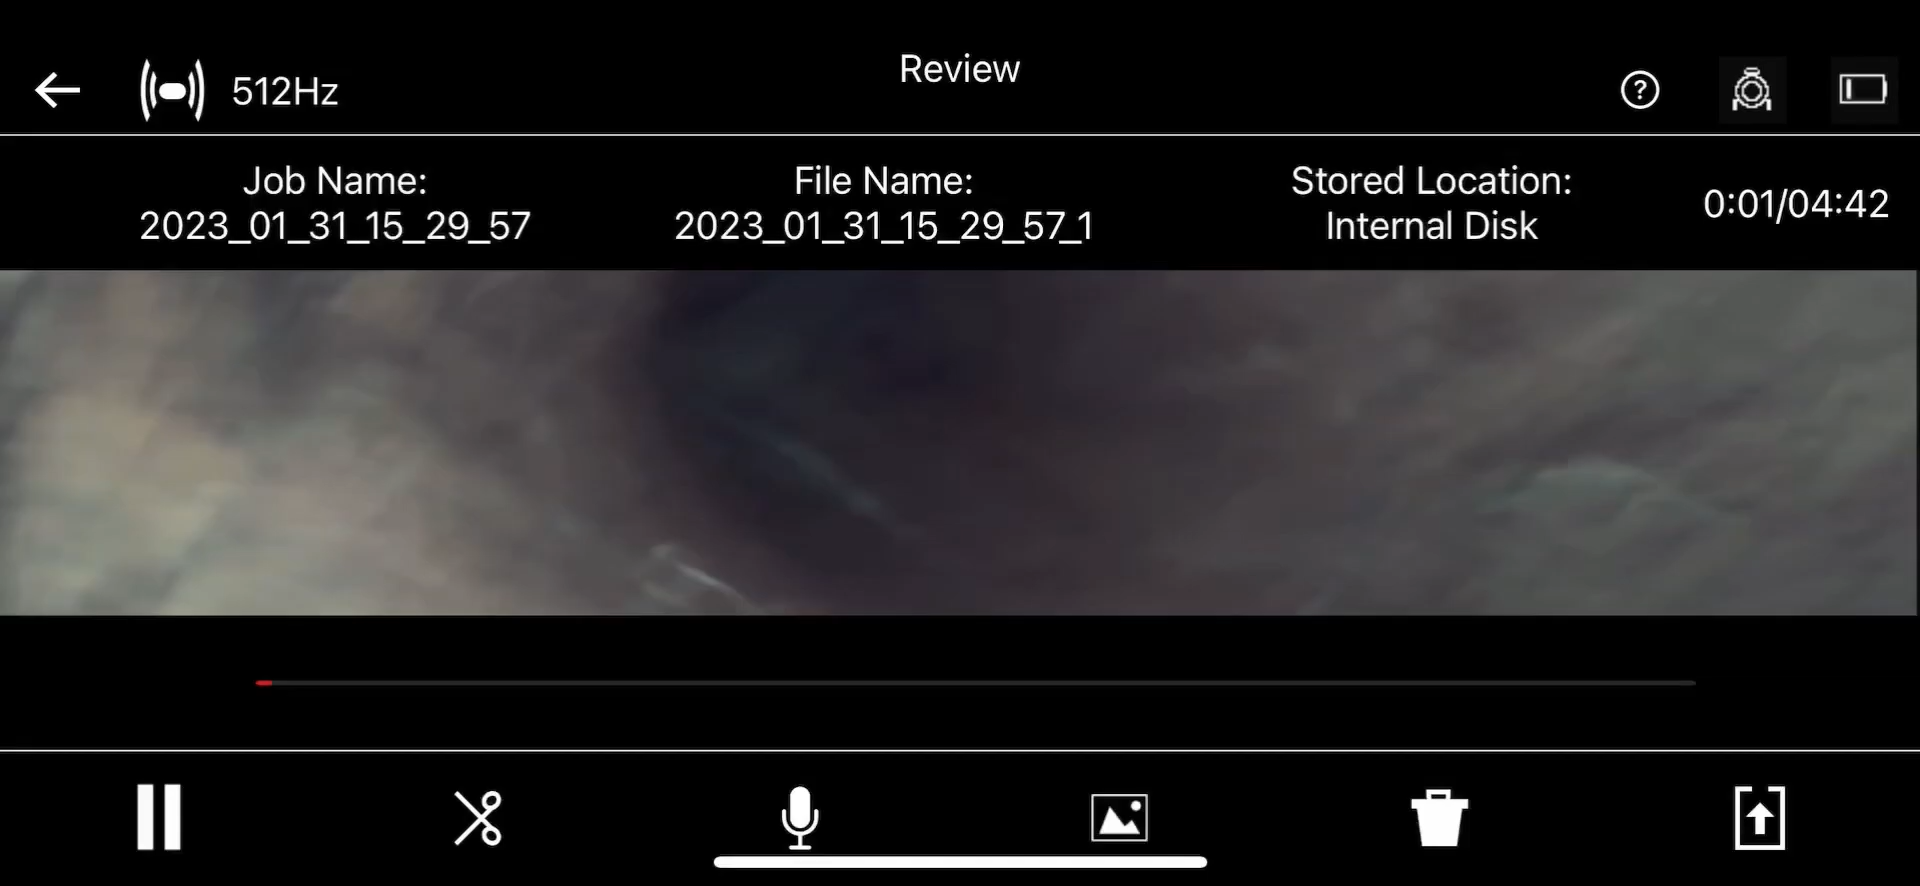 512Hz
Review
?
Job Name:
2023_01_31_15_29_57
File Name:
2023_01_31_15_29_57_1
Stored Location:
Internal Disk
0:01/04:42